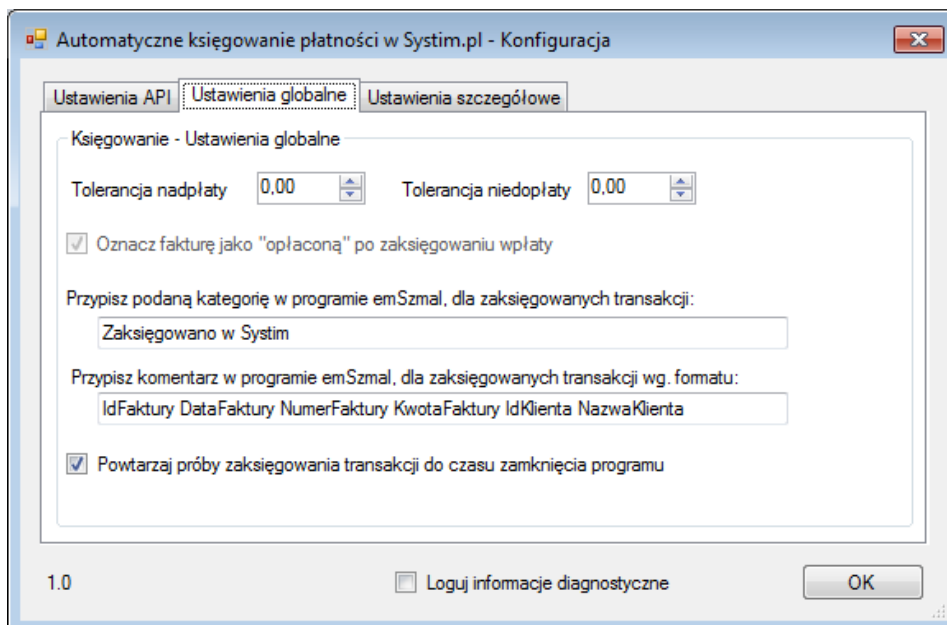 Automatyczne księgowanie płatności w Systim.pl - Konfiguracja
Ustawienia API Ustawienia globalne Ustawienia szczegółowe
Księgowanie - Ustawienia globalne
Tolerancja nadpłaty 0,00 Tolerancja niedopłaty 0,00
Oznacz fakturę jako "opłaconą" po zaksięgowaniu wpłaty
Przypisz podaną kategorię w programie emSzmal, dla zaksięgowanych transakcji:
Zaksięgowano w Systim
Przypisz komentarz w programie emSzmal, dla zaksięgowanych transakcji wg. formatu:
IdFaktury DataFaktury NumerFaktury KwotaFaktury IdKlienta NazwaKlienta
Powtarzaj próby zaksięgowania transakcji do czasu zamknięcia programu
1.0 Loguj informacje diagnostyczne OK